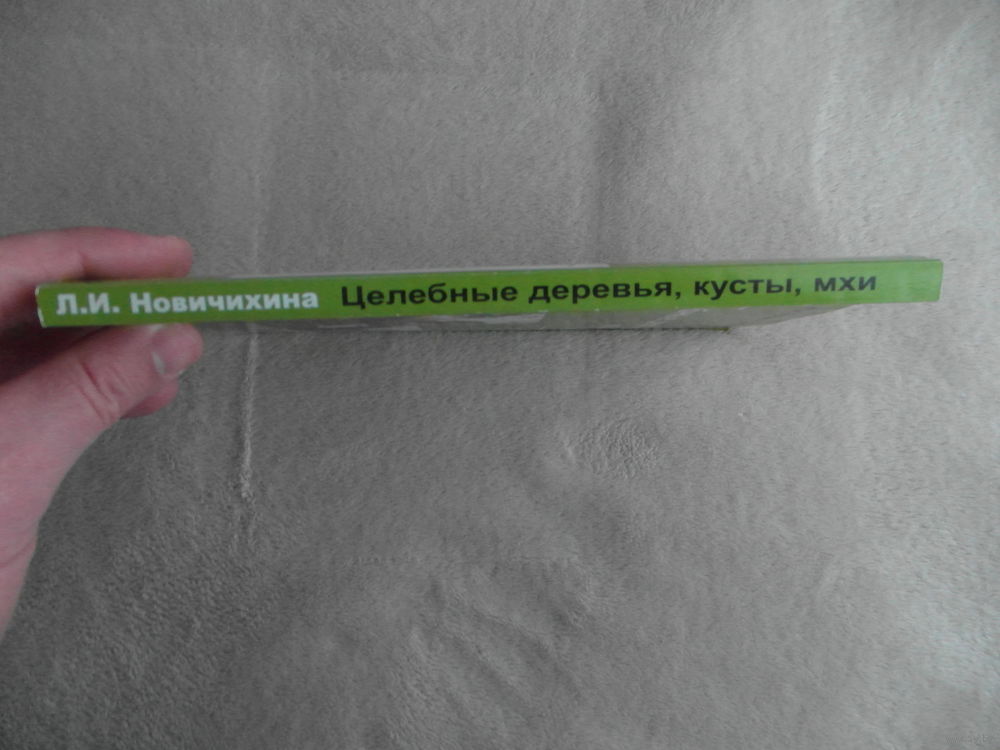 Л.И. Новичихина Целебные деревья, кусты, мхи